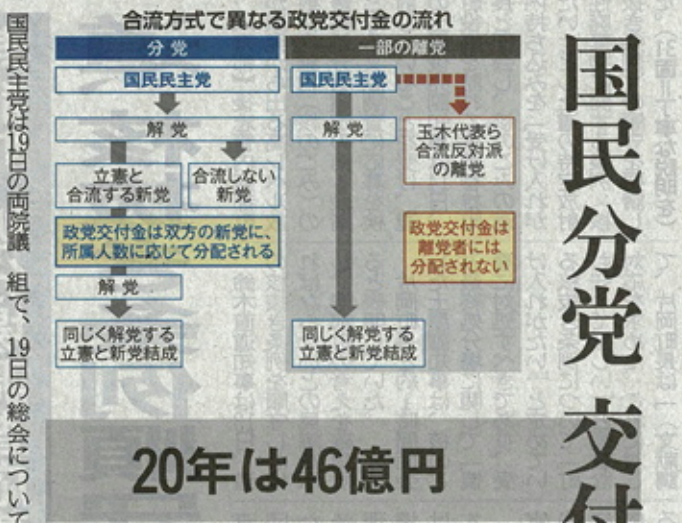 国民分党 交付
合流方式で異なる政党交付金の流れ
分党
国民民主党
解党
立憲と
合流する新党
合流しない
新党
政党交付金は双方の新党に、
所属人数に応じて分配される
解党
同じく解党する
立憲と新党結成
一部の離党
国民民主党
解党
玉木代表ら
合流反対派
の離党
政党交付金は
離党者には
分配されない
同じく解党する
立憲と新党結成
20年は46億円
組で、19日の総会について
国民民主党は19日の両院議